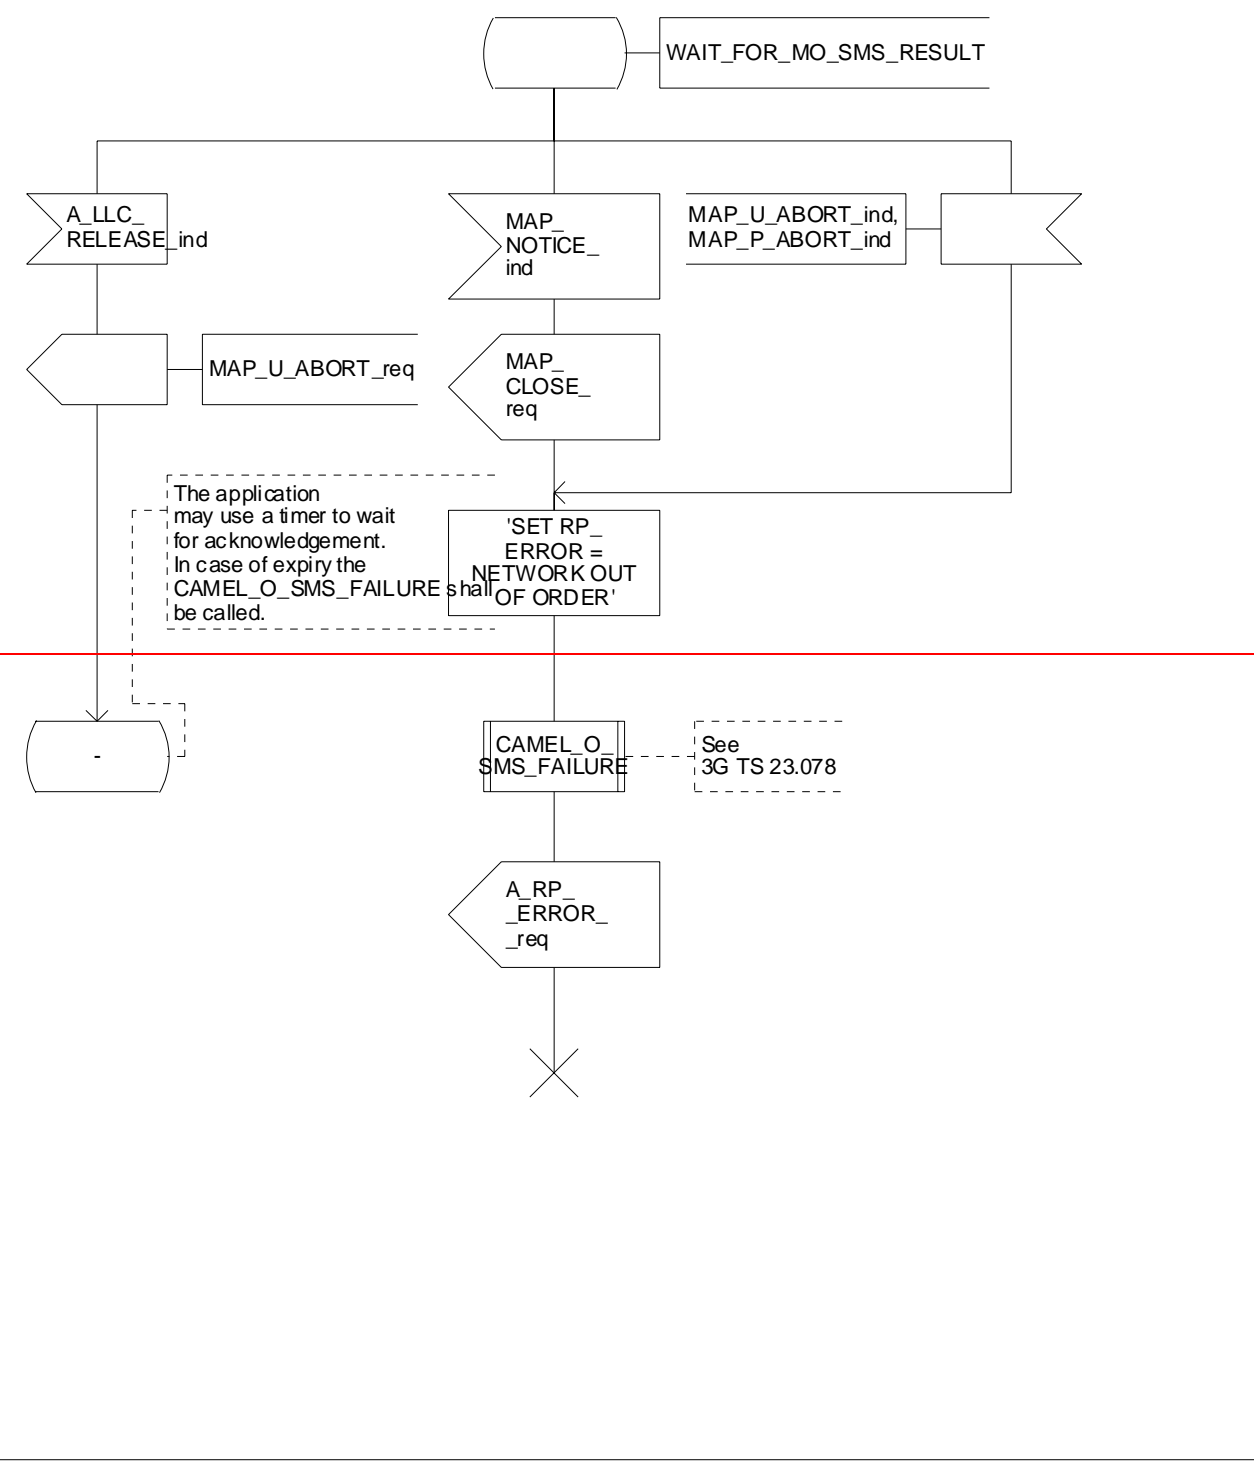 WAIT_FOR_MO_SMS_RESULT
A_LLC_
RELEASE_ind
MAP_
NOTICE_
ind
MAP_U_ABORT_ind,
MAP_P_ABORT_ind
MAP_U_ABORT_req
MAP_
CLOSE_
req
The application
may use a timer to wait
for acknowledgement.
In case of expiry the
CAMEL_O_SMS_FAILURE shall
be called.
'SET RP_
ERROR =
NETWORK OUT
OF ORDER'
-
CAMEL_O_
SMS_FAILURE
See
3G TS 23.078
A_RP_
_ERROR_
_req